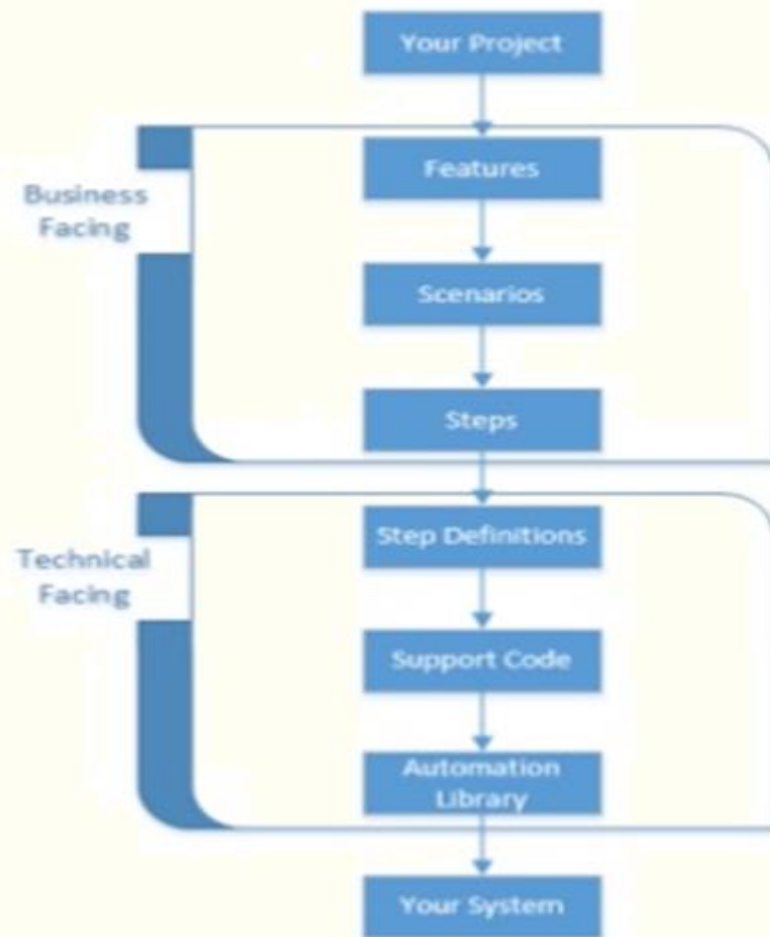 Your Project
Business
Facing
Features
Scenarios
Steps
Technical
Facing
Step Definitions
Support Code
Automation
Library
Your System